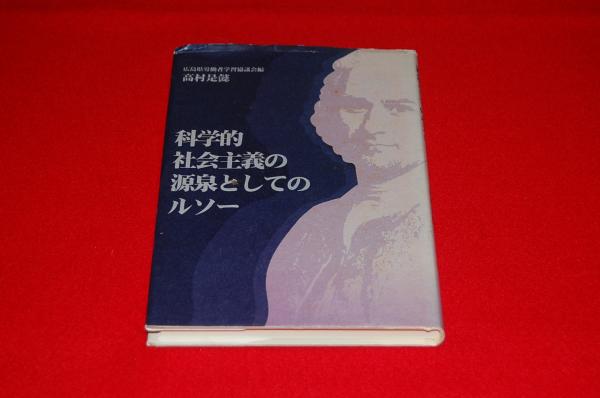 広島県労働者学習協議会編
高村是懿
科学的
社会主義の
源泉としての
ルソー